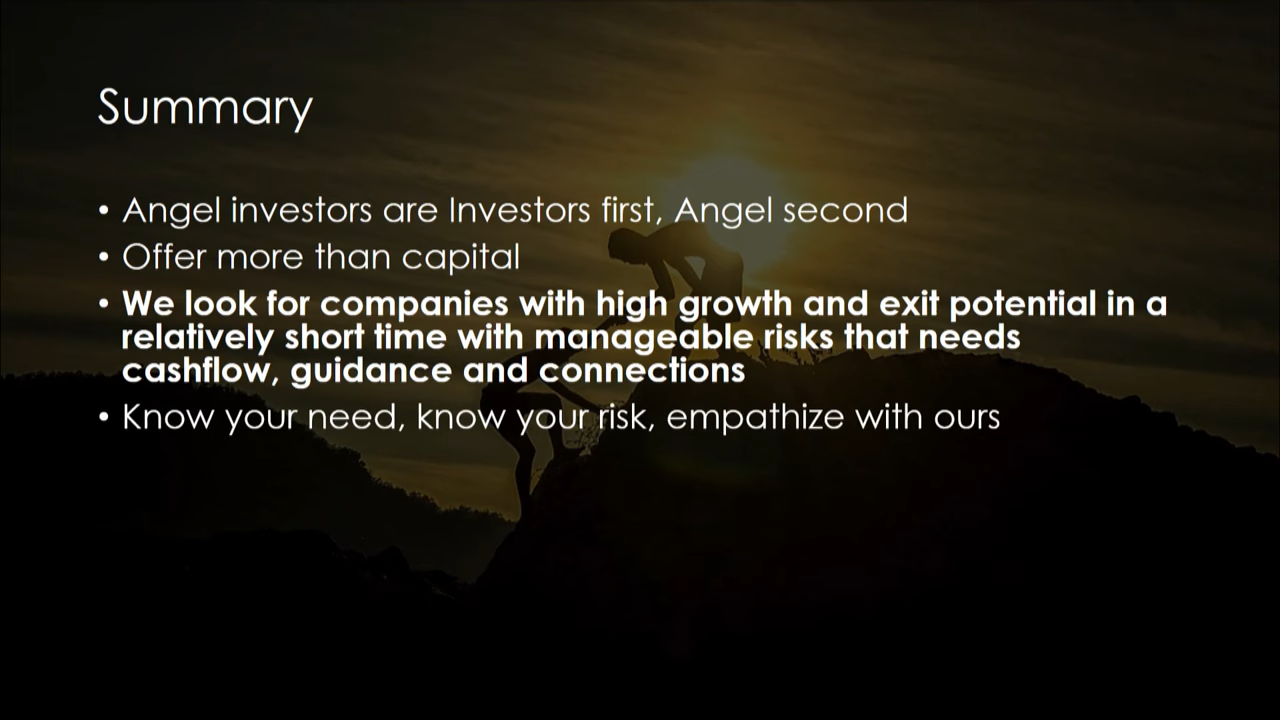 Summary
• Angel investors are Investors first, Angel second
• Offer more than capital
• We look for companies with high growth and exit potential in a
relatively short time with manageable risks that needs
cashflow, guidance and connections
• Know your need, know your risk, empathize with ours